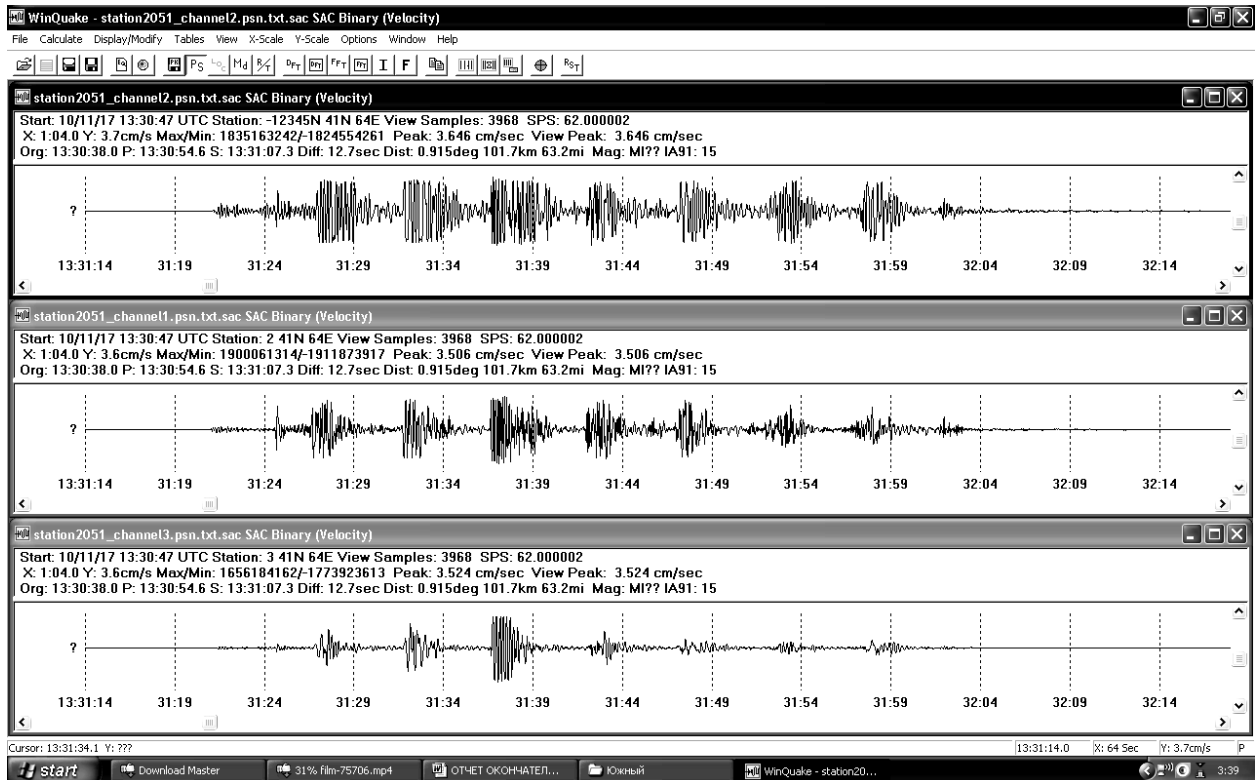 WinQuake - station2051_channel2.psn.txt.sac SAC Binary (Velocity)
File Calculate Display/Modify Tables View X-Scale Y-Scale Options Window Help
PS LOC Md R/T DFT DFT FFT FFT I F RST
station2051_channel2.psn.txt.sac SAC Binary (Velocity)
Start: 10/11/17 13:30:47 UTC Station: -12345N 41N 64E View Samples: 3968 SPS: 62.000002
X: 1:04.0 Y: 3.7cm/s Max/Min: 1835163242/-1824554261 Peak: 3.646 cm/sec View Peak: 3.646 cm/sec
Org: 13:30:38.0 P: 13:30:54.6 S: 13:31:07.3 Diff: 12.7sec Dist: 0.915deg 101.7km 63.2mi Mag: Ml?? IA91: 15
?
13:31:14 31:19 31:24 31:29 31:34 31:39 31:44 31:49 31:54 31:59 32:04 32:09 32:14
station2051_channel1.psn.txt.sac SAC Binary (Velocity)
Start: 10/11/17 13:30:47 UTC Station: 2 41N 64E View Samples: 3968 SPS: 62.000002
X: 1:04.0 Y: 3.6cm/s Max/Min: 1900061314/-1911873917 Peak: 3.506 cm/sec View Peak: 3.506 cm/sec
Org: 13:30:38.0 P: 13:30:54.6 S: 13:31:07.3 Diff: 12.7sec Dist: 0.915deg 101.7km 63.2mi Mag: Ml?? IA91: 15
?
13:31:14 31:19 31:24 31:29 31:34 31:39 31:44 31:49 31:54 31:59 32:04 32:09 32:14
station2051_channel3.psn.txt.sac SAC Binary (Velocity)
Start: 10/11/17 13:30:47 UTC Station: 3 41N 64E View Samples: 3968 SPS: 62.000002
X: 1:04.0 Y: 3.6cm/s Max/Min: 1656184162/-1773923613 Peak: 3.524 cm/sec View Peak: 3.524 cm/sec
Org: 13:30:38.0 P: 13:30:54.6 S: 13:31:07.3 Diff: 12.7sec Dist: 0.915deg 101.7km 63.2mi Mag: Ml?? IA91: 15
?
13:31:14 31:19 31:24 31:29 31:34 31:39 31:44 31:49 31:54 31:59 32:04 32:09 32:14
Cursor: 13:31:34.1 Y: ??? 13:31:14.0 X: 64 Sec Y: 3.7cm/s P
start Download Master 31% film-75706.mp4 ОТЧЕТ ОКОНЧАТЕЛ... Южный WinQuake - station20... 3:39